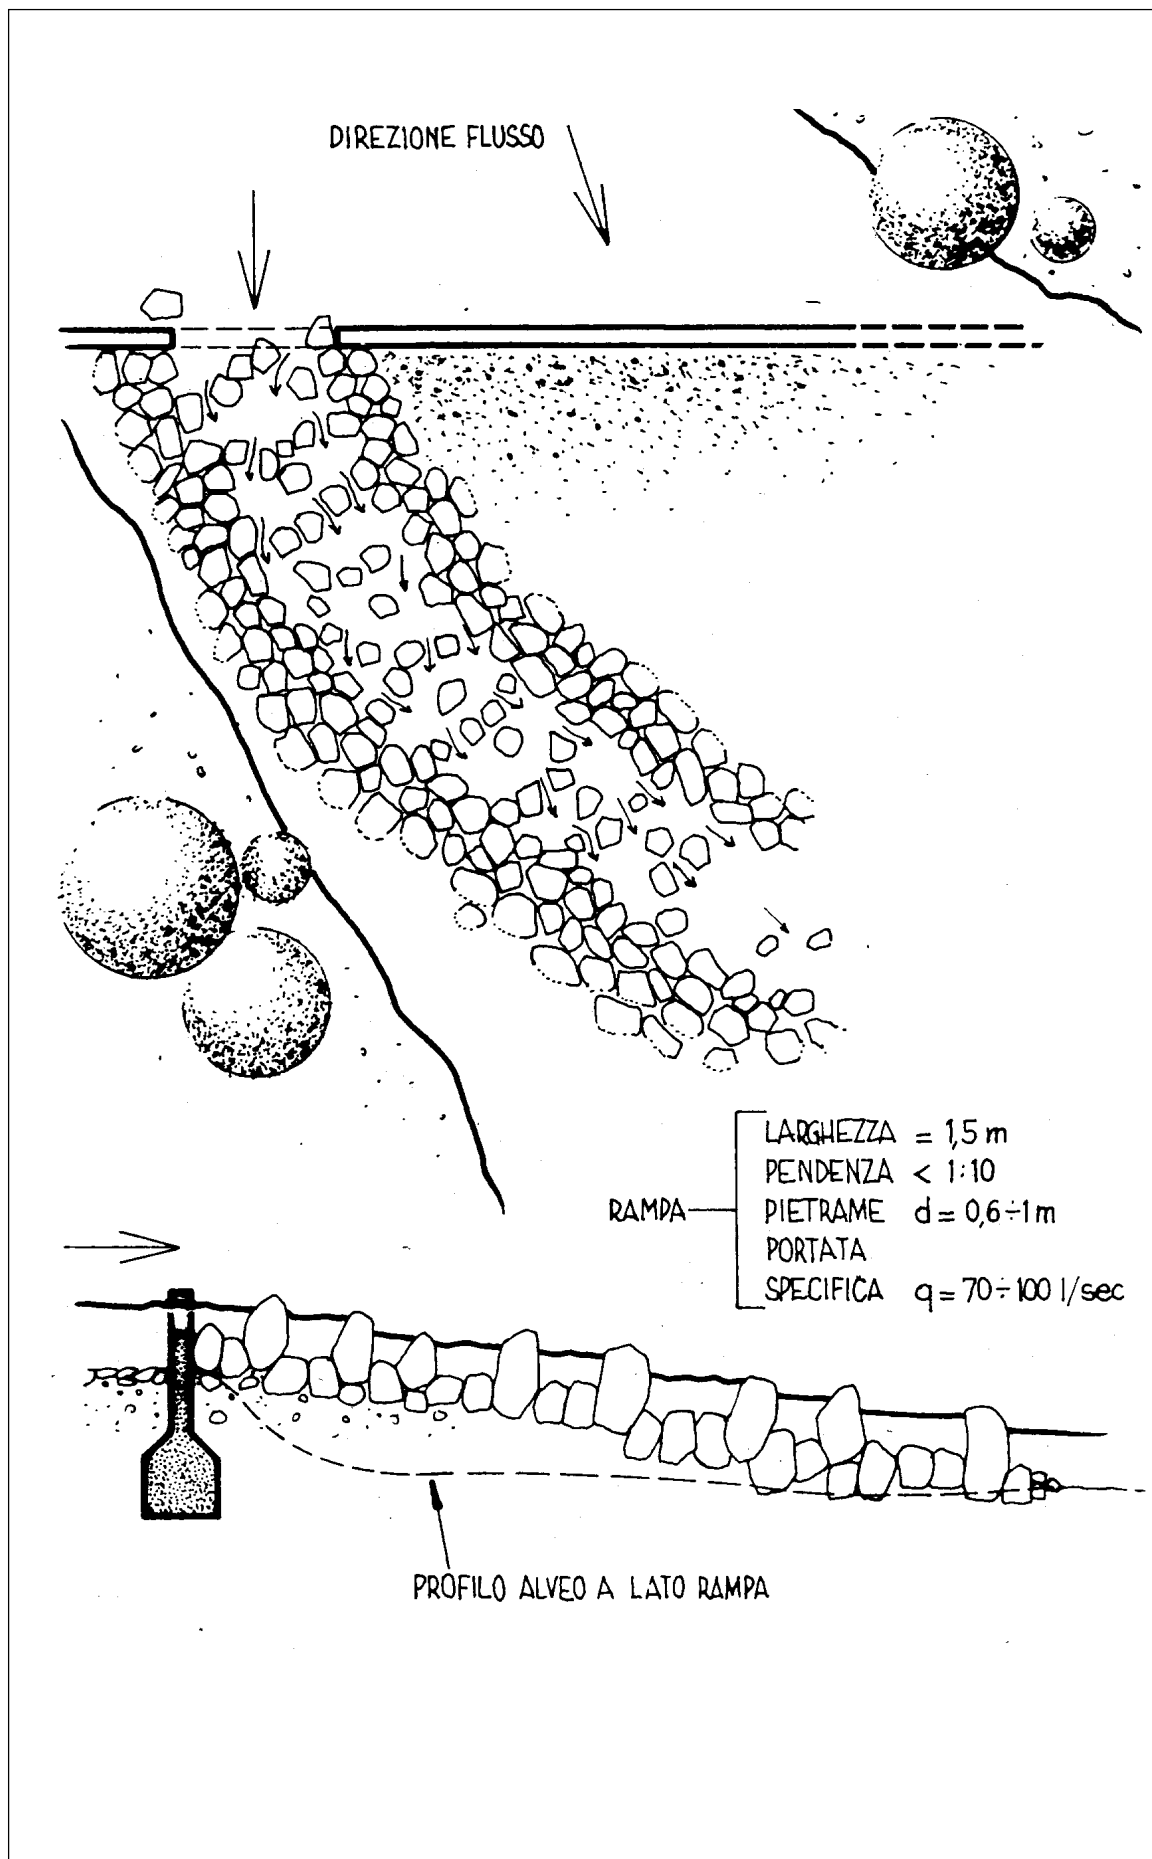 DIREZIONE FLUSSO
LARGHEZZA = 1,5 m
PENDENZA < 1:10
RAMPA
PIETRAME d = 0,6÷1 m
PORTATA
SPECIFICA q = 70÷100 l/sec
PROFILO ALVEO A LATO RAMPA